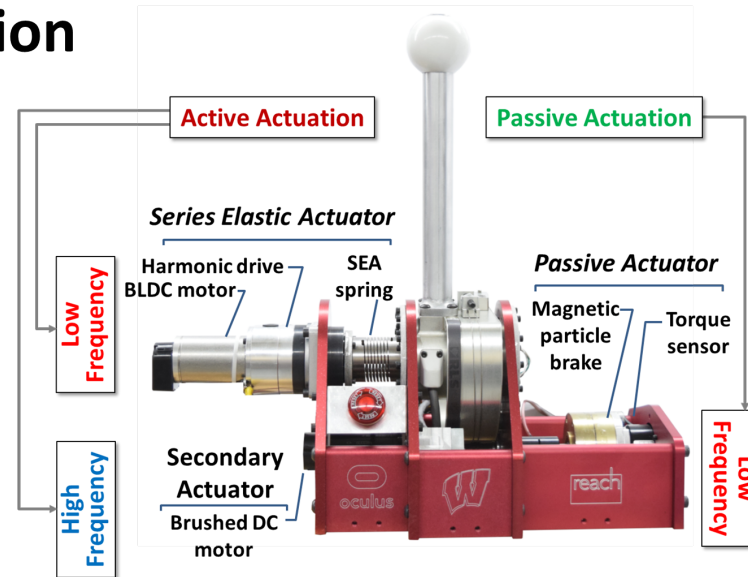 ion
Active Actuation
Passive Actuation
Series Elastic Actuator
Harmonic drive
BLDC motor
SEA
spring
Passive Actuator
Magnetic
particle
brake
Torque
sensor
Low
Frequency
High
Frequency
Secondary
Actuator
Brushed DC
motor
oculus
W
reach
Low
Frequency